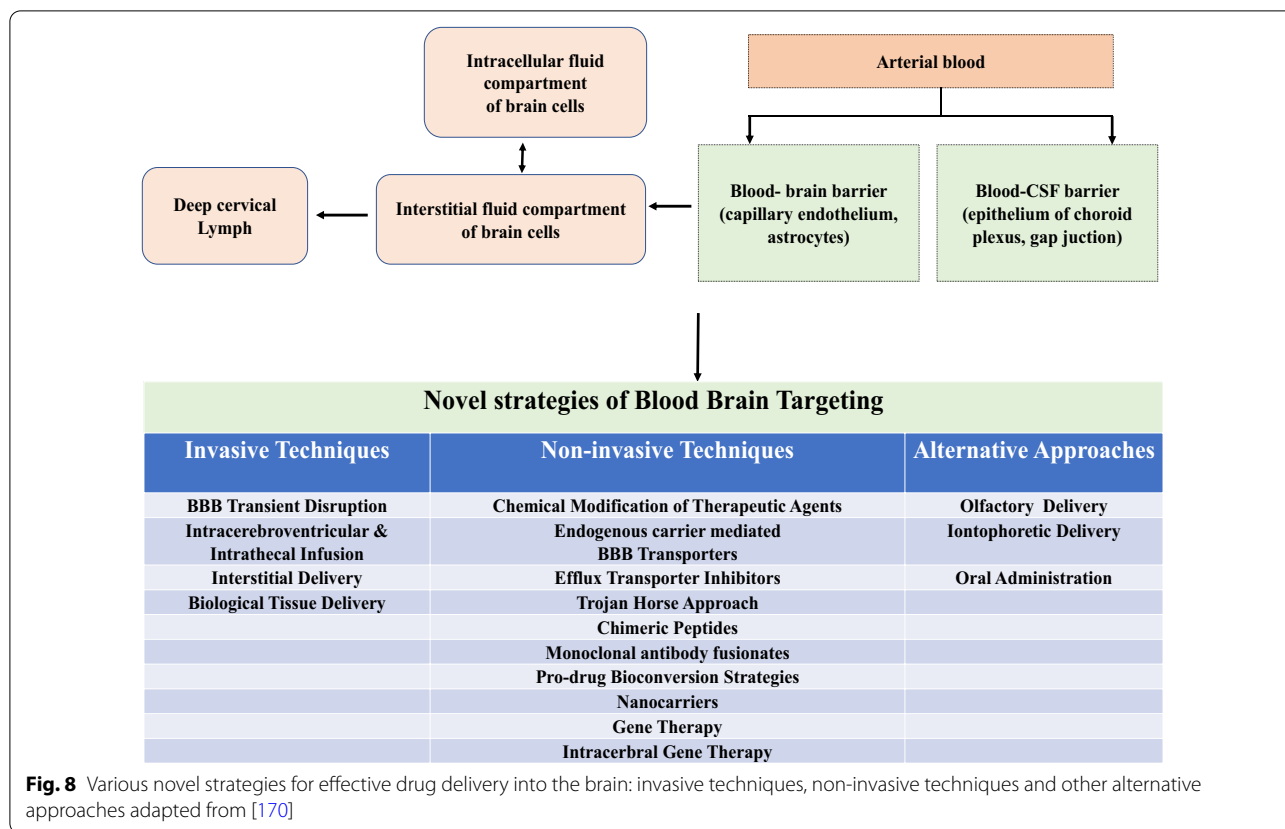 Intracellular fluid
compartment
of brain cells
Arterial blood
Deep cervical
Lymph
Interstitial fluid compartment
of brain cells
Blood- brain barrier
(capillary endothelium,
astrocytes)
Blood-CSF barrier
(epithelium of choroid
plexus, gap juction)
Novel strategies of Blood Brain Targeting
Invasive Techniques
Non-invasive Techniques
Alternative Approaches
BBB Transient Disruption
Chemical Modification of Therapeutic Agents
Olfactory Delivery
Intracerebroventricular &
Intrathecal Infusion
Endogenous carrier mediated
BBB Transporters
Iontophoretic Delivery
Interstitial Delivery
Efflux Transporter Inhibitors
Oral Administration
Biological Tissue Delivery
Trojan Horse Approach
Chimeric Peptides
Monoclonal antibody fusionates
Pro-drug Bioconversion Strategies
Nanocarriers
Gene Therapy
Intracerbral Gene Therapy
Fig. 8 Various novel strategies for effective drug delivery into the brain: invasive techniques, non-invasive techniques and other alternative
approaches adapted from [170]